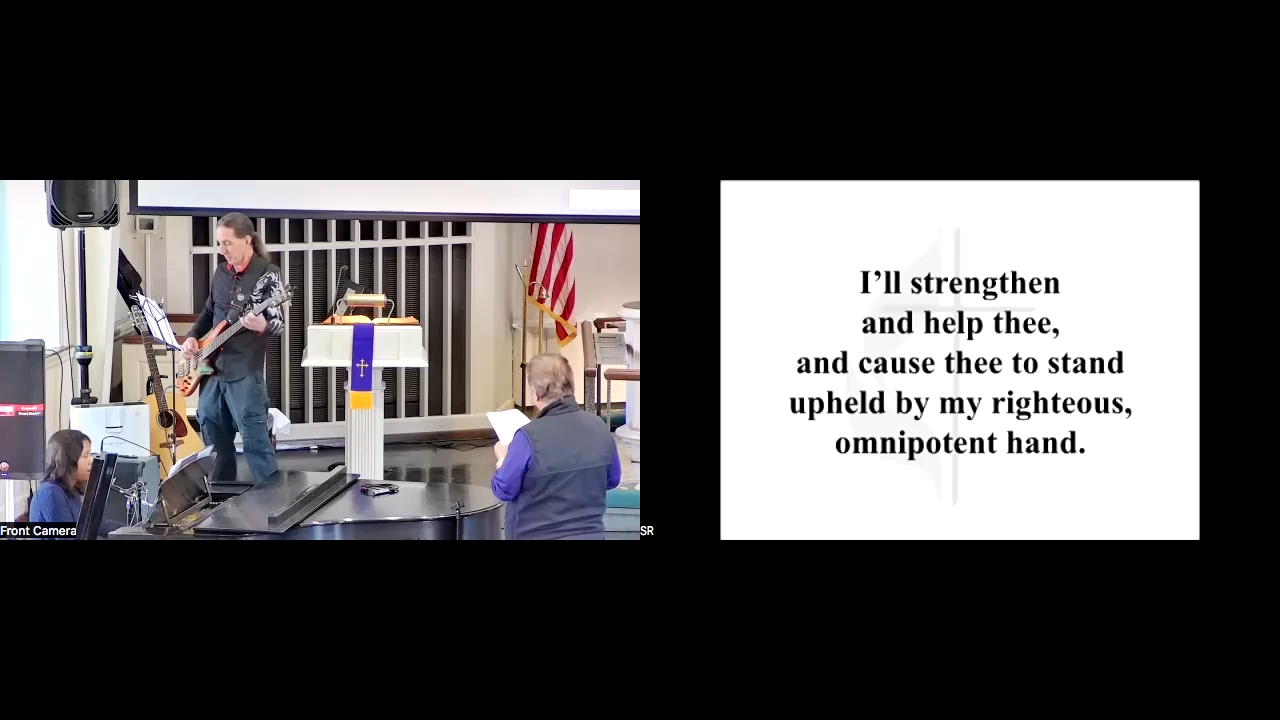 Front Camera
SR
I’ll strengthen
and help thee,
and cause thee to stand
upheld by my righteous,
omnipotent hand.